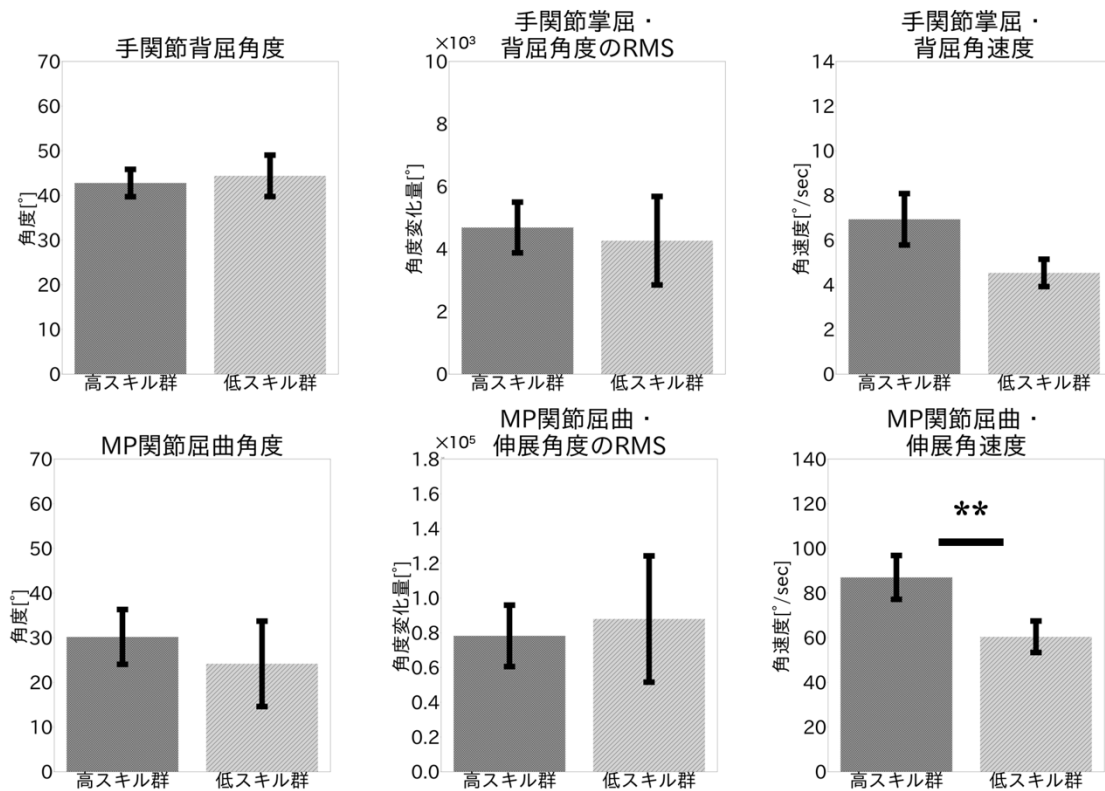 手関節背屈角度
70
60
50
40
30
20
10
0
角度[°]
高スキル群 低スキル群
手関節掌屈・
背屈角度のRMS
×10³
10
8
6
4
2
0
角度変化量[°]
高スキル群 低スキル群
手関節掌屈・
背屈角速度
14
12
10
8
6
4
2
0
角速度[°/sec]
高スキル群 低スキル群
MP関節屈曲角度
70
60
50
40
30
20
10
0
角度[°]
高スキル群 低スキル群
MP関節屈曲・
伸展角度のRMS
×10⁵
1.8
1.6
1.4
1.2
1.0
0.8
0.6
0.4
0.2
0.0
角度変化量[°]
高スキル群 低スキル群
MP関節屈曲・
伸展角速度
140
120
100
80
60
40
20
0
角速度[°/sec]
**
高スキル群 低スキル群